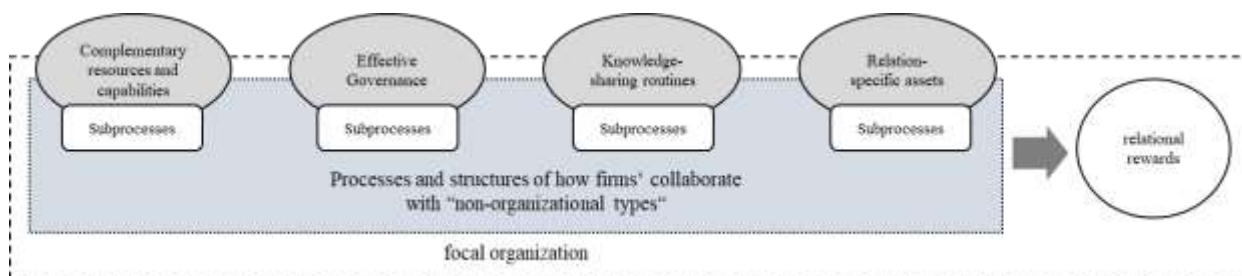 Complementary
resources and
capabilities
Subprocesses
Effective
Governance
Subprocesses
Knowledge-
sharing routines
Subprocesses
Relation-
specific assets
Subprocesses
Processes and structures of how firms‘ collaborate
with “non-organizational types“
relational
rewards
focal organization